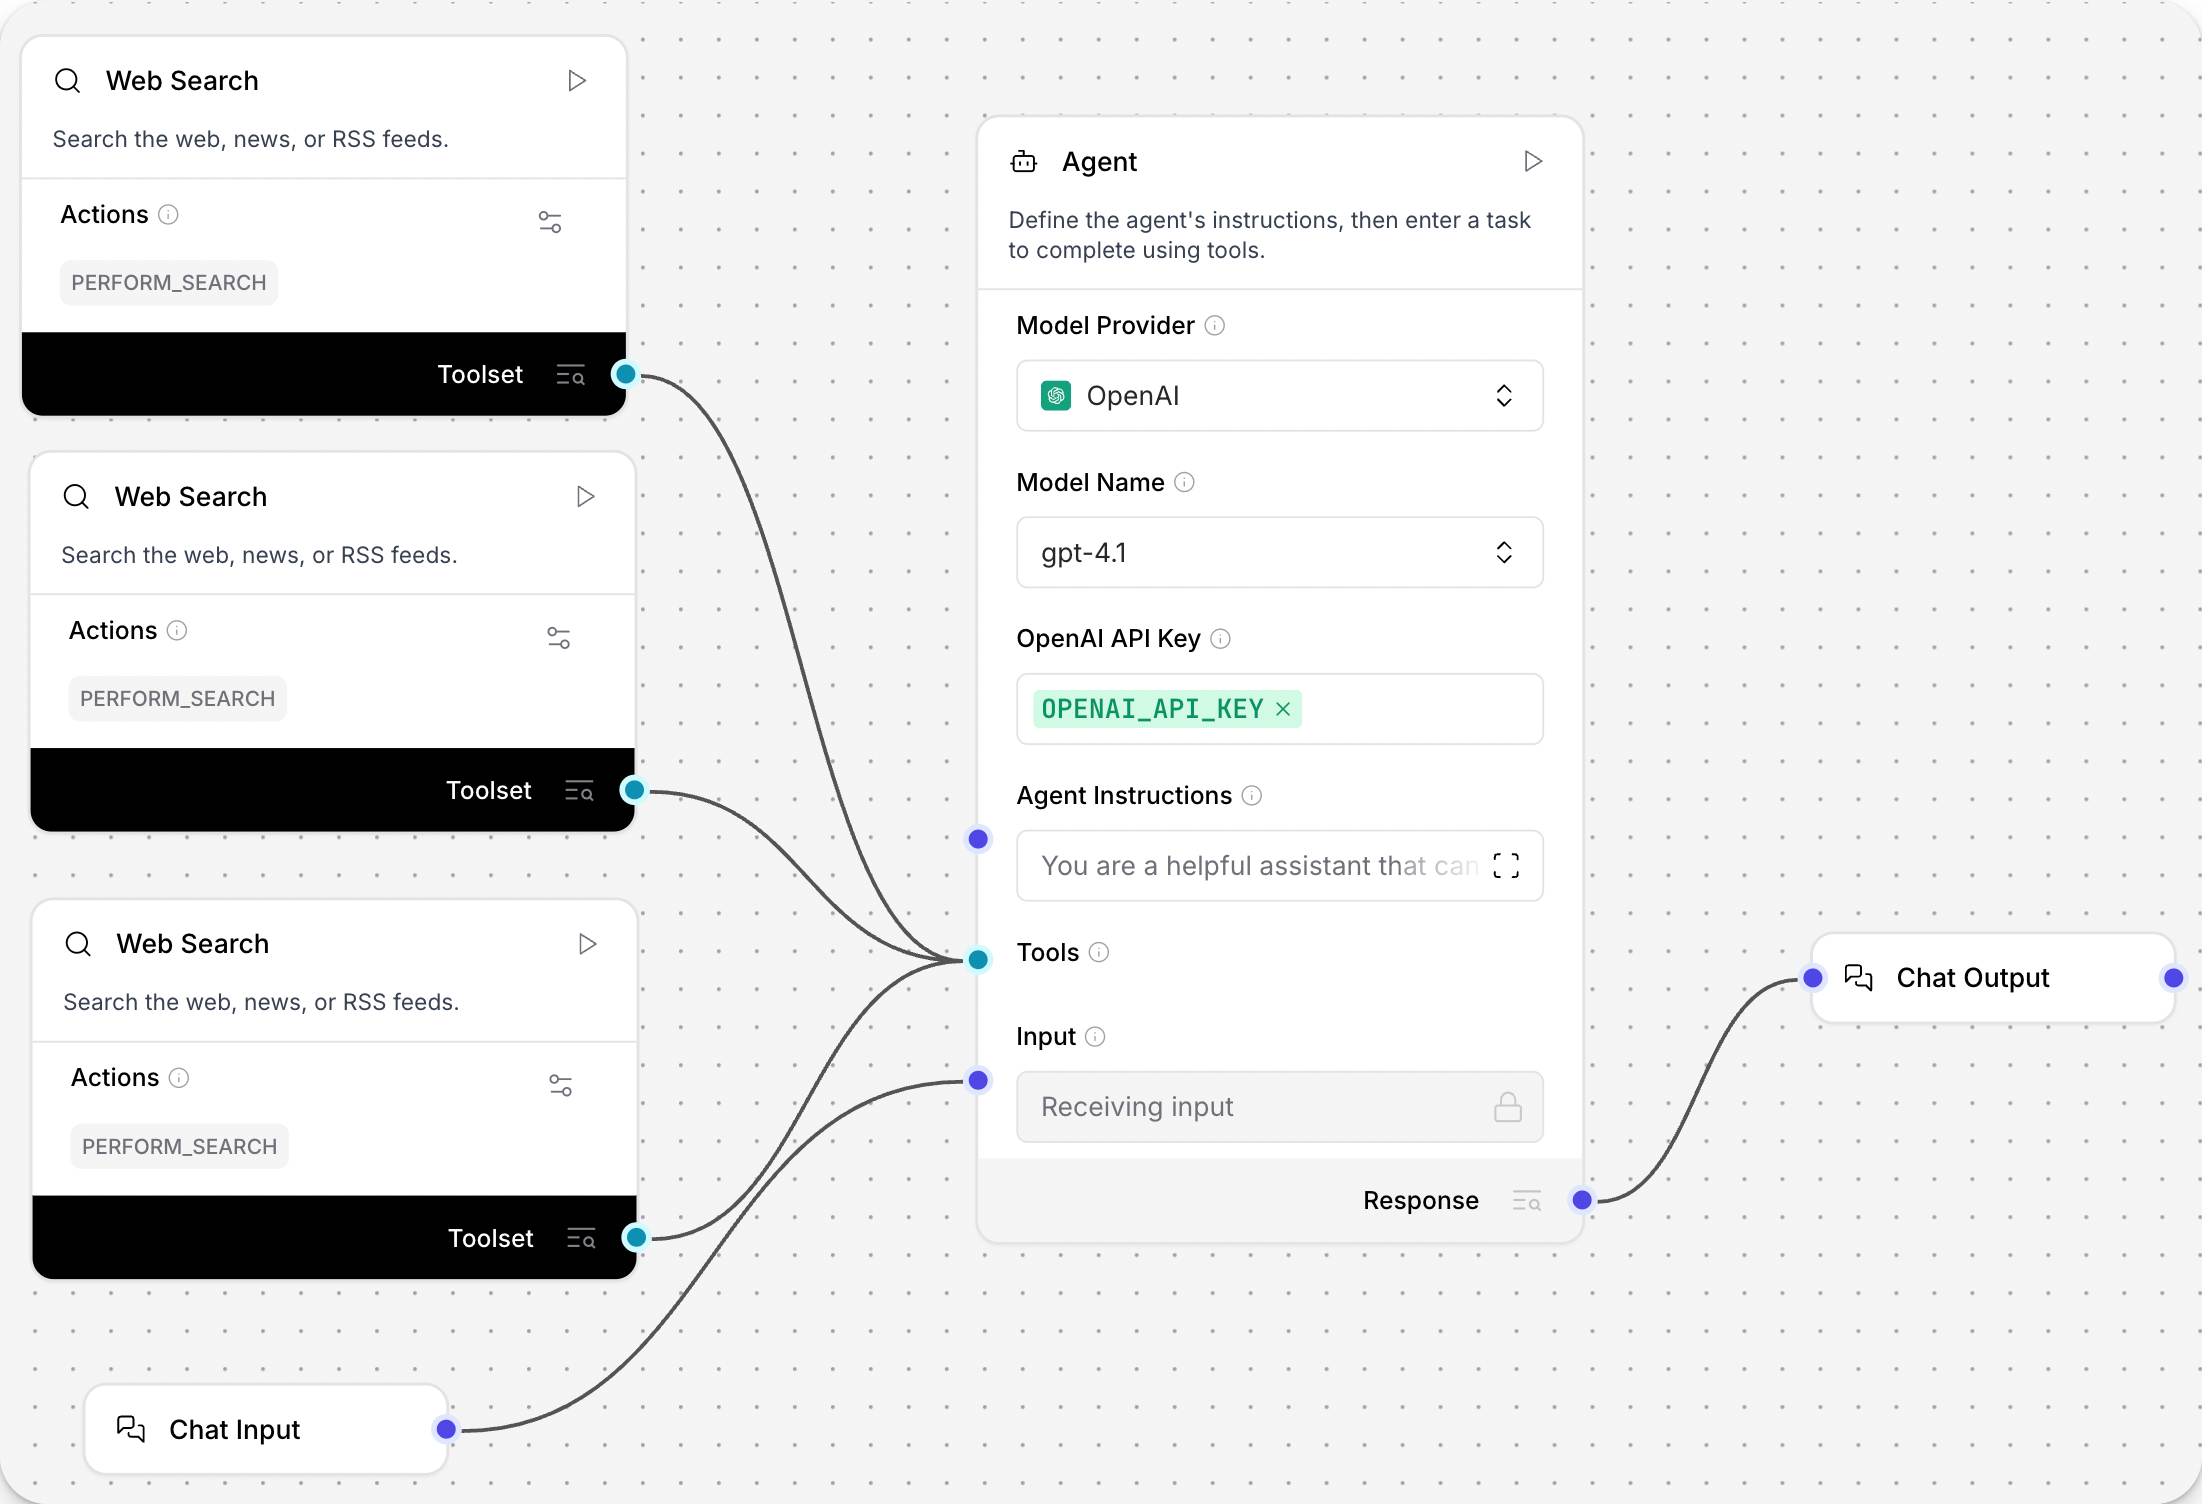 Web Search
Search the web, news, or RSS feeds.
Actions
PERFORM_SEARCH
Toolset
Web Search
Search the web, news, or RSS feeds.
Actions
PERFORM_SEARCH
Toolset
Web Search
Search the web, news, or RSS feeds.
Actions
PERFORM_SEARCH
Toolset
Chat Input
Agent
Define the agent's instructions, then enter a task
to complete using tools.
Model Provider
OpenAI
Model Name
gpt-4.1
OpenAI API Key
OPENAI_API_KEY
Agent Instructions
You are a helpful assistant that can
Tools
Input
Receiving input
Response
Chat Output